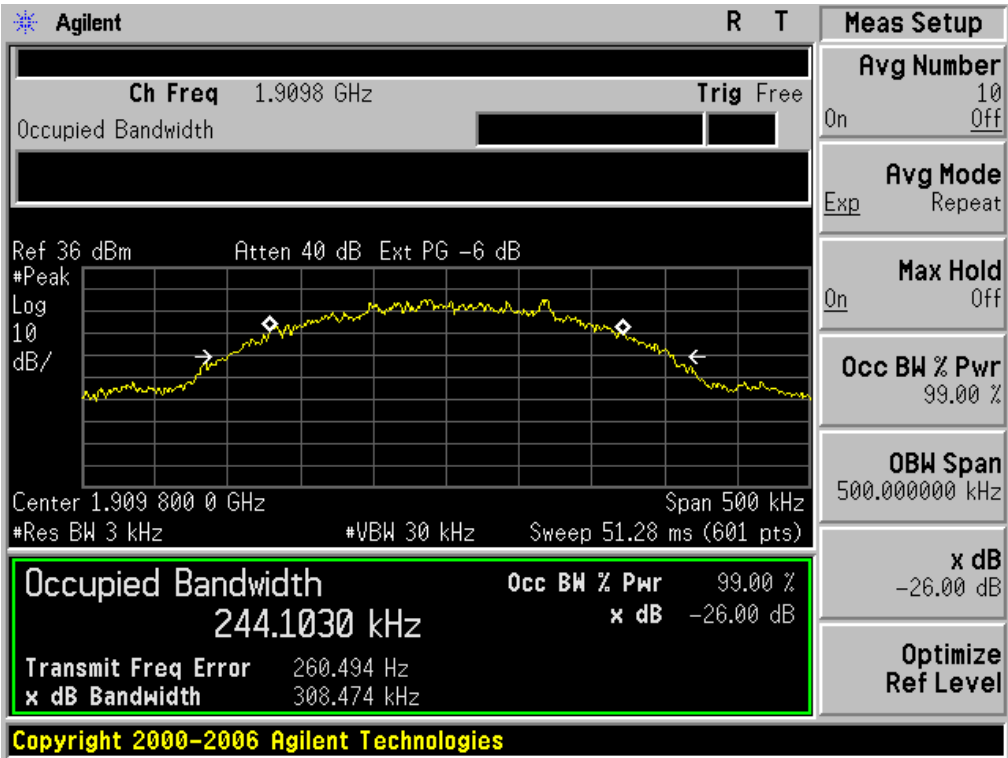 Agilent R T
Ch Freq 1.9098 GHz Trig Free
Occupied Bandwidth
Ref 36 dBm Atten 40 dB Ext PG -6 dB
#Peak
Log
10
dB/
Center 1.909 800 0 GHz Span 500 kHz
#Res BW 3 kHz #VBW 30 kHz Sweep 51.28 ms (601 pts)
Occupied Bandwidth Occ BW % Pwr 99.00 %
244.1030 kHz x dB -26.00 dB
Transmit Freq Error 260.494 Hz
x dB Bandwidth 308.474 kHz
Copyright 2000-2006 Agilent Technologies
Meas Setup
Avg Number
10
On Off
Avg Mode
Exp Repeat
Max Hold
On Off
Occ BW % Pwr
99.00 %
OBW Span
500.000000 kHz
x dB
-26.00 dB
Optimize
Ref Level